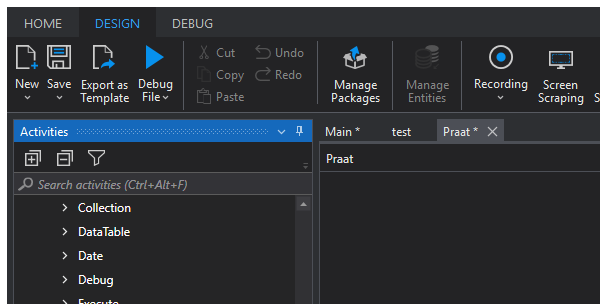 HOME DESIGN DEBUG
New Save Export as Template Debug File
Cut Undo
Copy Redo
Paste
Manage Packages
Manage Entities
Recording Screen Scraping
Activities
Main * test Praat *
Search activities (Ctrl+Alt+F)
Praat
Collection
DataTable
Date
Debug
Execute